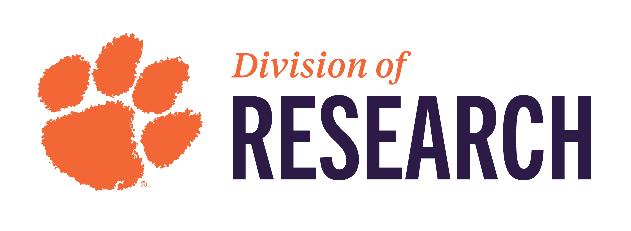 Division of
RESEARCH
®